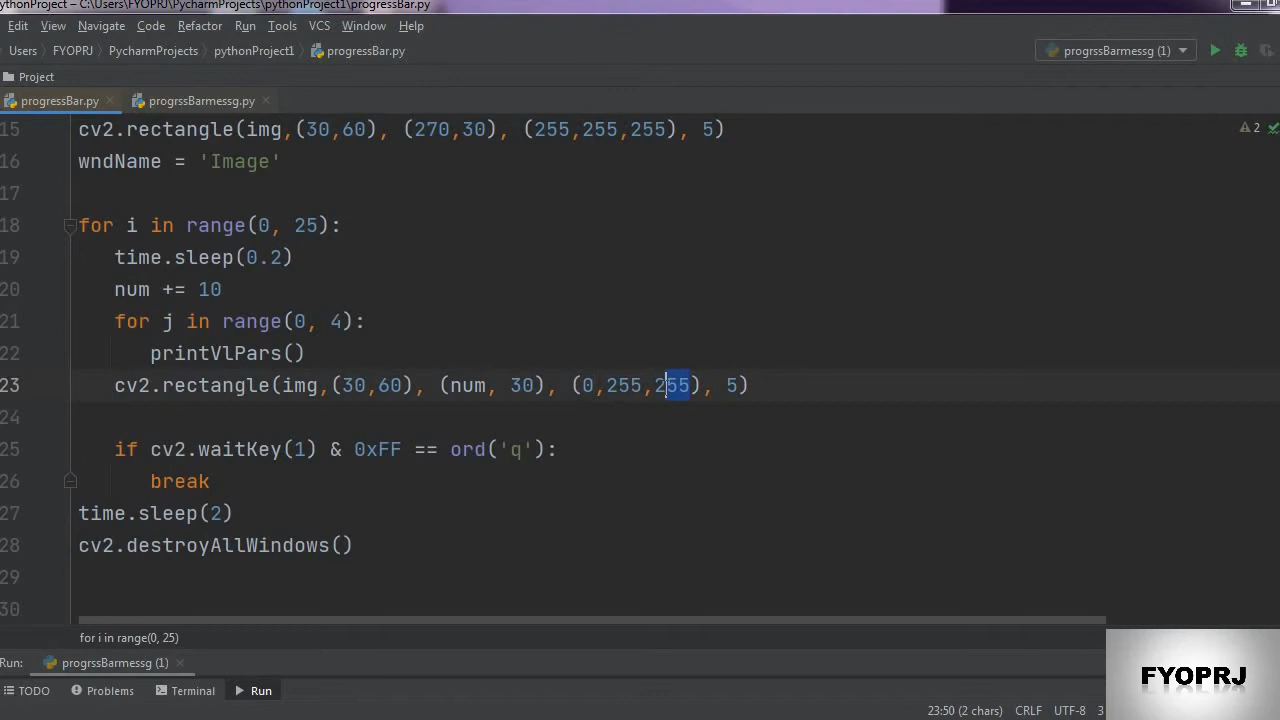 pythonProject – C:\Users\FYOPRJ\PycharmProjects\pythonProject1\progressBar.py
Edit View Navigate Code Refactor Run Tools VCS Window Help
Users FYOPRJ PycharmProjects pythonProject1 progressBar.py progrssBarmessg (1)
Project
progressBar.py progrssBarmessg.py
15 cv2.rectangle(img,(30,60), (270,30), (255,255,255), 5) 2
16 wndName = 'Image'
17
18 for i in range(0, 25):
19 time.sleep(0.2)
20 num += 10
21 for j in range(0, 4):
22 printVlPars()
23 cv2.rectangle(img,(30,60), (num, 30), (0,255,255), 5)
24
25 if cv2.waitKey(1) & 0xFF == ord('q'):
26 break
27 time.sleep(2)
28 cv2.destroyAllWindows()
29
30
for i in range(0, 25)
Run: progrssBarmessg (1)
FYOPRJ
TODO Problems Terminal Run
23:50 (2 chars) CRLF UTF-8 3